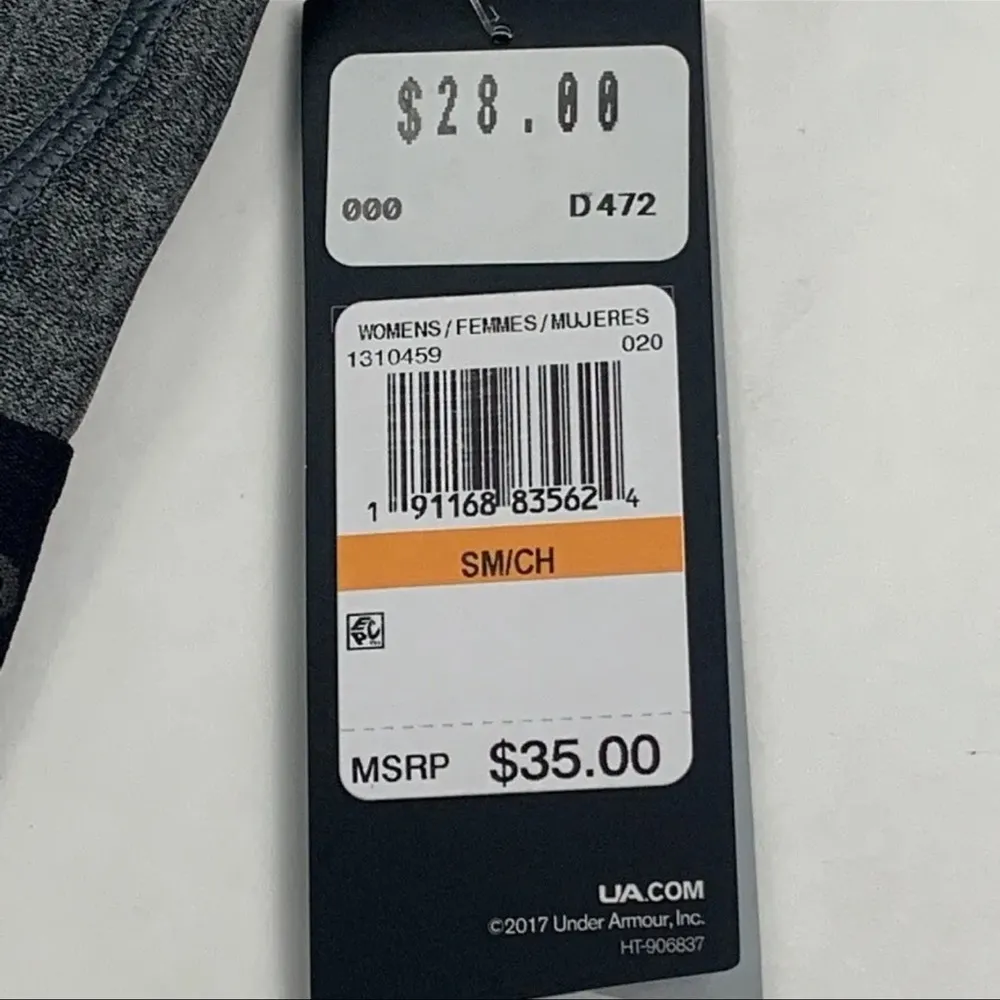 $28.00
000 D472
WOMENS/FEMMES/MUJERES
1310459 020
1 91168 83562 4
SM/CH
EPC
MSRP $35.00
UA.COM
©2017 Under Armour, Inc.
HT-906837